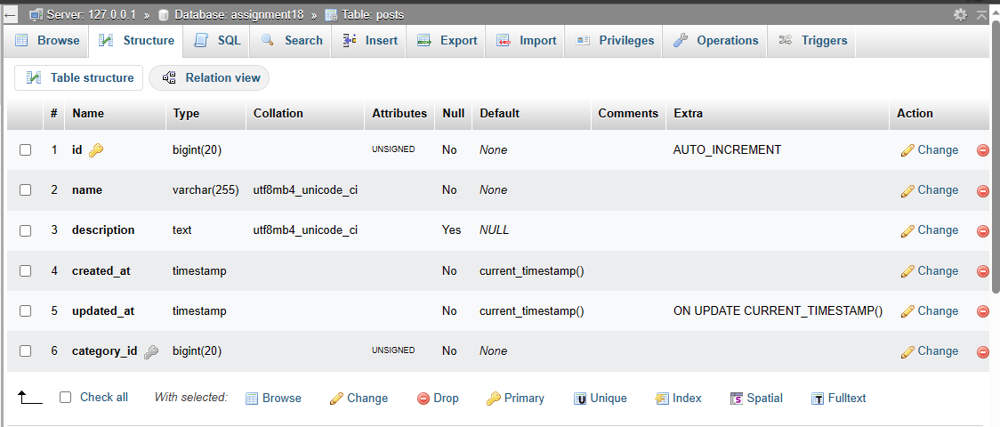 Server: 127.0.0.1 » Database: assignment18 » Table: posts
Browse Structure SQL Search Insert Export Import Privileges Operations Triggers
Table structure Relation view
# Name Type Collation Attributes Null Default Comments Extra Action
1 id bigint(20) UNSIGNED No None AUTO_INCREMENT Change
2 name varchar(255) utf8mb4_unicode_ci No None Change
3 description text utf8mb4_unicode_ci Yes NULL Change
4 created_at timestamp No current_timestamp() Change
5 updated_at timestamp No current_timestamp() ON UPDATE CURRENT_TIMESTAMP() Change
6 category_id bigint(20) UNSIGNED No None Change
Check all With selected: Browse Change Drop Primary Unique Index Spatial Fulltext